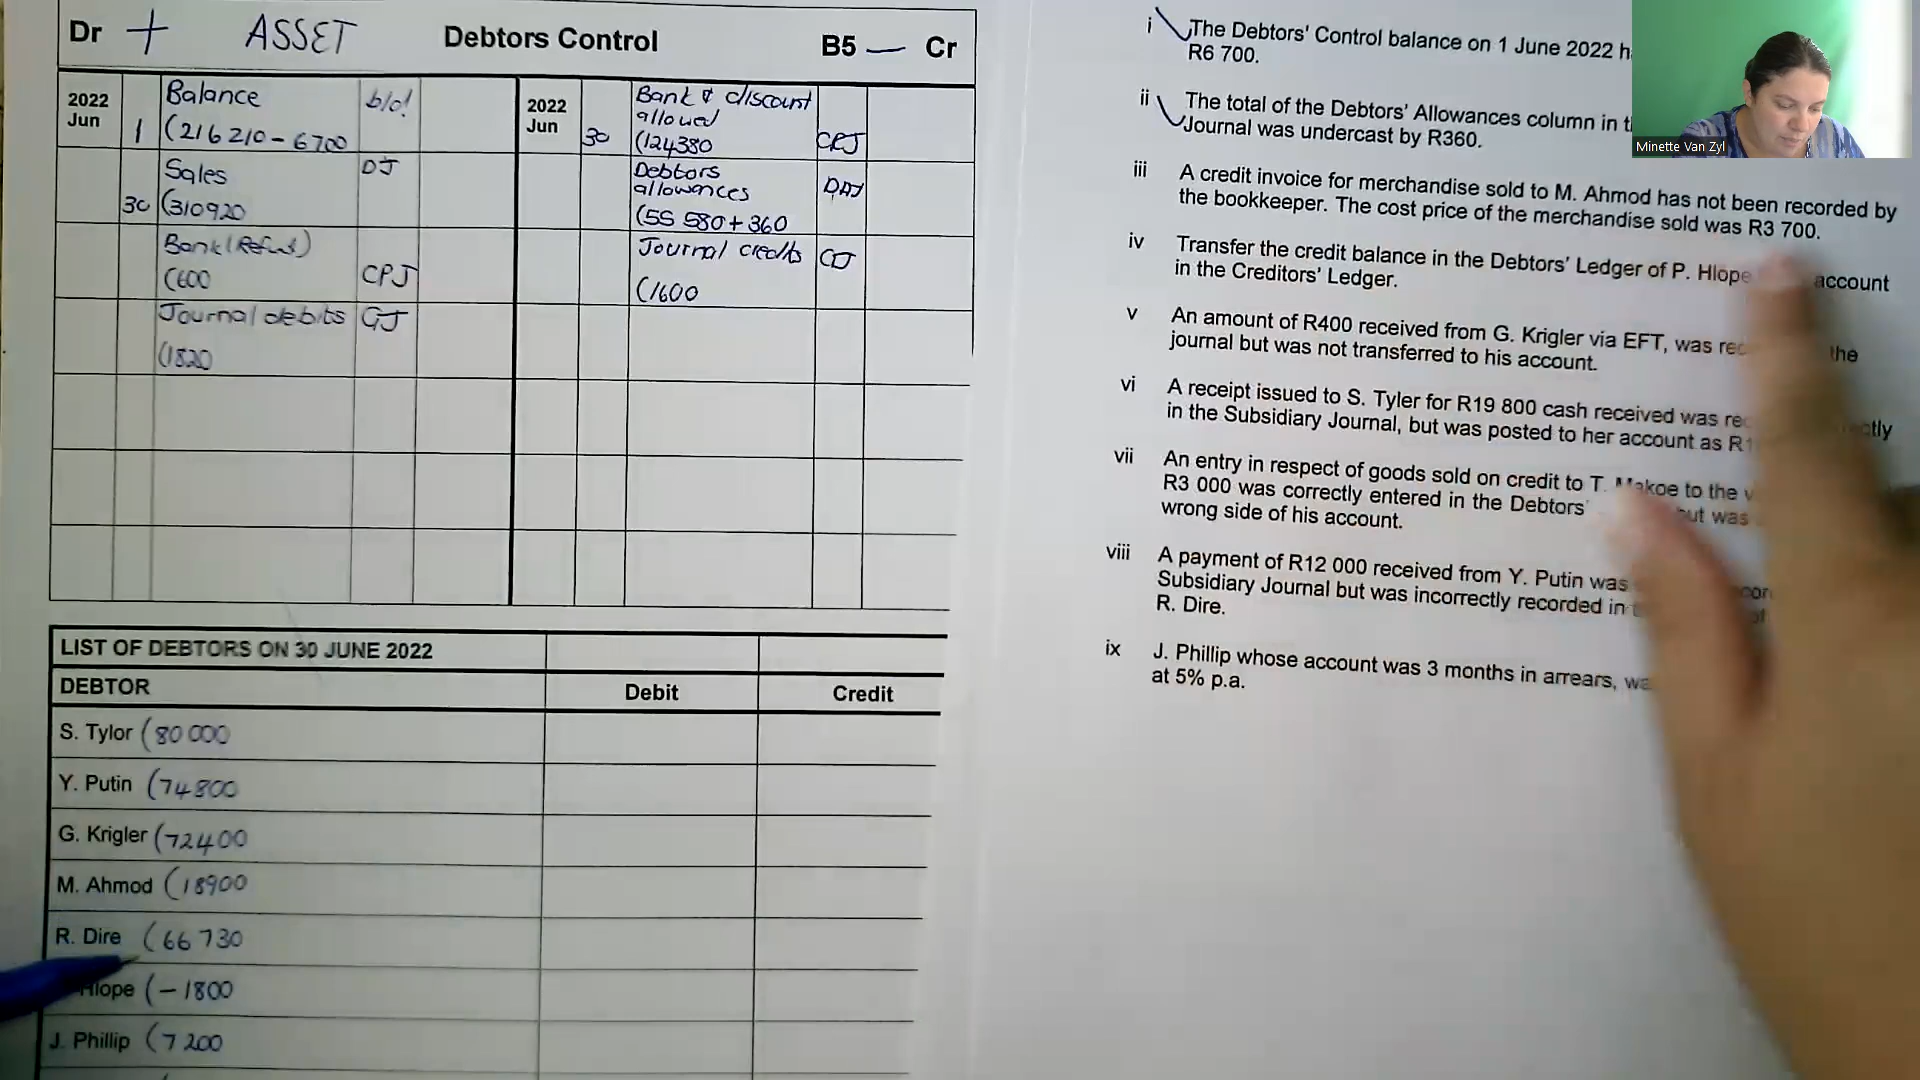 Dr + ASSET Debtors Control B5 — Cr
2022 Jun 1 Balance b/d
(216 210 - 6700
30 Sales DJ
(310920
Bank (Refund) CPJ
(600
Journal debits GJ
(1820
2022 Jun 30 Bank & discount
allowed
(124380 CRJ
Debtors
allowances DAJ
(55 580 + 360
Journal credits GJ
(1600
LIST OF DEBTORS ON 30 JUNE 2022
DEBTOR Debit Credit
S. Tylor (80 000
Y. Putin (74800
G. Krigler (72400
M. Ahmod (18900
R. Dire (66 730
Hlope (-1800
J. Phillip (7 200
i The Debtors' Control balance on 1 June 2022
R6 700.
ii The total of the Debtors' Allowances column in
Journal was undercast by R360.
iii A credit invoice for merchandise sold to M. Ahmod has not been recorded by
the bookkeeper. The cost price of the merchandise sold was R3 700.
iv Transfer the credit balance in the Debtors' Ledger of P. Hlope account
in the Creditors' Ledger.
v An amount of R400 received from G. Krigler via EFT, was the
journal but was not transferred to his account.
vi A receipt issued to S. Tyler for R19 800 cash received was
in the Subsidiary Journal, but was posted to her account as
vii An entry in respect of goods sold on credit to T. Makoe to the
R3 000 was correctly entered in the Debtors' but was
wrong side of his account.
viii A payment of R12 000 received from Y. Putin was
Subsidiary Journal but was incorrectly recorded in
R. Dire.
ix J. Phillip whose account was 3 months in arrears,
at 5% p.a.
Minette Van Zyl